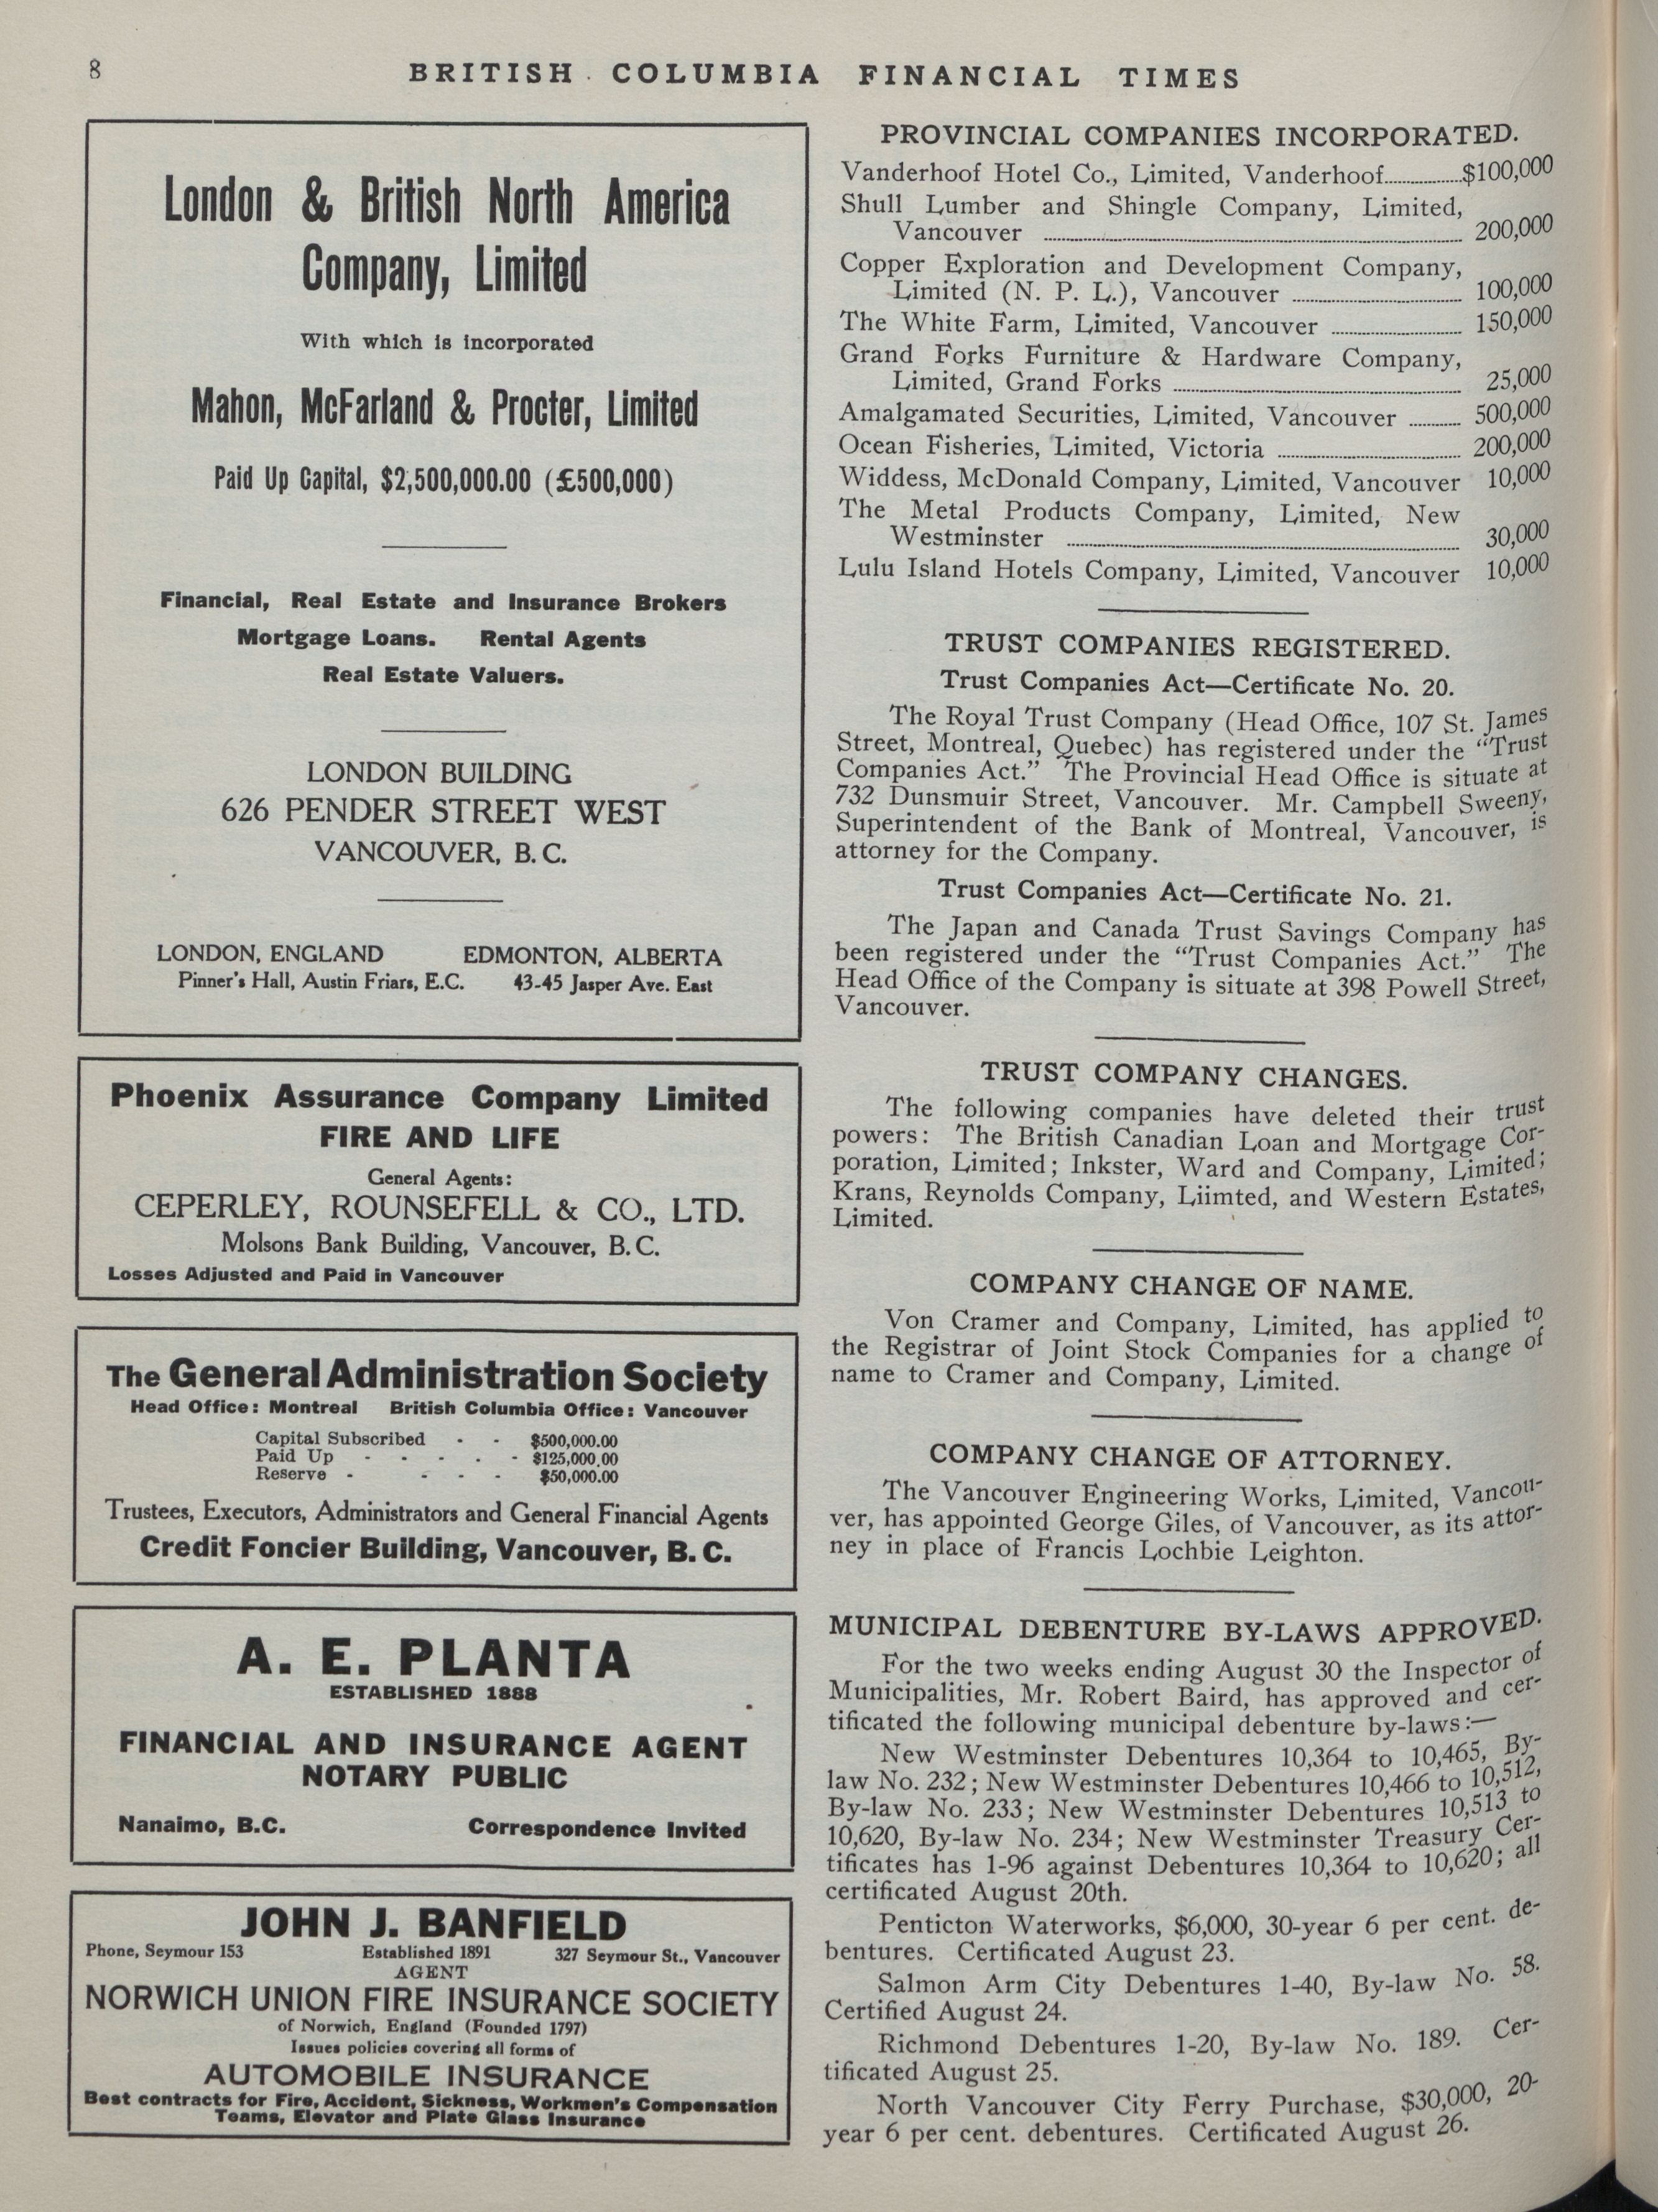 8
BRITISH COLUMBIA FINANCIAL TIMES
London & British North America
Company, Limited
With which is incorporated
Mahon, McFarland & Procter, Limited
Paid Up Capital, $2,500,000.00 (£500,000)
Financial, Real Estate and Insurance Brokers
Mortgage Loans. Rental Agents
Real Estate Valuers.
LONDON BUILDING
626 PENDER STREET WEST
VANCOUVER, B. C.
LONDON, ENGLAND EDMONTON, ALBERTA
Pinner's Hall, Austin Friars, E.C. 43-45 Jasper Ave. East
Phoenix Assurance Company Limited
FIRE AND LIFE
General Agents:
CEPERLEY, ROUNSEFELL & CO., LTD.
Molsons Bank Building, Vancouver, B. C.
Losses Adjusted and Paid in Vancouver
The General Administration Society
Head Office: Montreal British Columbia Office: Vancouver
Capital Subscribed - - $500,000.00
Paid Up - - - - - $125,000.00
Reserve - - - - $50,000.00
Trustees, Executors, Administrators and General Financial Agents
Credit Foncier Building, Vancouver, B. C.
A. E. PLANTA
ESTABLISHED 1888
FINANCIAL AND INSURANCE AGENT
NOTARY PUBLIC
Nanaimo, B.C. Correspondence Invited
JOHN J. BANFIELD
Phone, Seymour 153 Established 1891 327 Seymour St., Vancouver
AGENT
NORWICH UNION FIRE INSURANCE SOCIETY
of Norwich, England (Founded 1797)
Issues policies covering all forms of
AUTOMOBILE INSURANCE
Best contracts for Fire, Accident, Sickness, Workmen's Compensation
Teams, Elevator and Plate Glass Insurance
PROVINCIAL COMPANIES INCORPORATED.
Vanderhoof Hotel Co., Limited, Vanderhoof..............$100,000
Shull Lumber and Shingle Company, Limited,
Vancouver .............. 200,000
Copper Exploration and Development Company,
Limited (N. P. L.), Vancouver .............. 100,000
The White Farm, Limited, Vancouver .............. 150,000
Grand Forks Furniture & Hardware Company,
Limited, Grand Forks .............. 25,000
Amalgamated Securities, Limited, Vancouver .......... 500,000
Ocean Fisheries, Limited, Victoria .............. 200,000
Widdess, McDonald Company, Limited, Vancouver 10,000
The Metal Products Company, Limited, New
Westminster .............. 30,000
Lulu Island Hotels Company, Limited, Vancouver 10,000
TRUST COMPANIES REGISTERED.
Trust Companies Act—Certificate No. 20.
The Royal Trust Company (Head Office, 107 St. James
Street, Montreal, Quebec) has registered under the “Trust
Companies Act.” The Provincial Head Office is situate at
732 Dunsmuir Street, Vancouver. Mr. Campbell Sweeny,
Superintendent of the Bank of Montreal, Vancouver, is
attorney for the Company.
Trust Companies Act—Certificate No. 21.
The Japan and Canada Trust Savings Company has
been registered under the “Trust Companies Act.” The
Head Office of the Company is situate at 398 Powell Street,
Vancouver.
TRUST COMPANY CHANGES.
The following companies have deleted their trust
powers: The British Canadian Loan and Mortgage Cor-
poration, Limited; Inkster, Ward and Company, Limited;
Krans, Reynolds Company, Liimted, and Western Estates,
Limited.
COMPANY CHANGE OF NAME.
Von Cramer and Company, Limited, has applied to
the Registrar of Joint Stock Companies for a change of
name to Cramer and Company, Limited.
COMPANY CHANGE OF ATTORNEY.
The Vancouver Engineering Works, Limited, Vancou-
ver, has appointed George Giles, of Vancouver, as its attor-
ney in place of Francis Lochbie Leighton.
MUNICIPAL DEBENTURE BY-LAWS APPROVED.
For the two weeks ending August 30 the Inspector of
Municipalities, Mr. Robert Baird, has approved and cer-
tificated the following municipal debenture by-laws:—
New Westminster Debentures 10,364 to 10,465, By-
law No. 232; New Westminster Debentures 10,466 to 10,512,
By-law No. 233; New Westminster Debentures 10,513 to
10,620, By-law No. 234; New Westminster Treasury Cer-
tificates has 1-96 against Debentures 10,364 to 10,620; all
certificated August 20th.
Penticton Waterworks, $6,000, 30-year 6 per cent. de-
bentures. Certificated August 23.
Salmon Arm City Debentures 1-40, By-law No. 58.
Certified August 24.
Richmond Debentures 1-20, By-law No. 189. Cer-
tificated August 25.
North Vancouver City Ferry Purchase, $30,000, 20-
year 6 per cent. debentures. Certificated August 26.